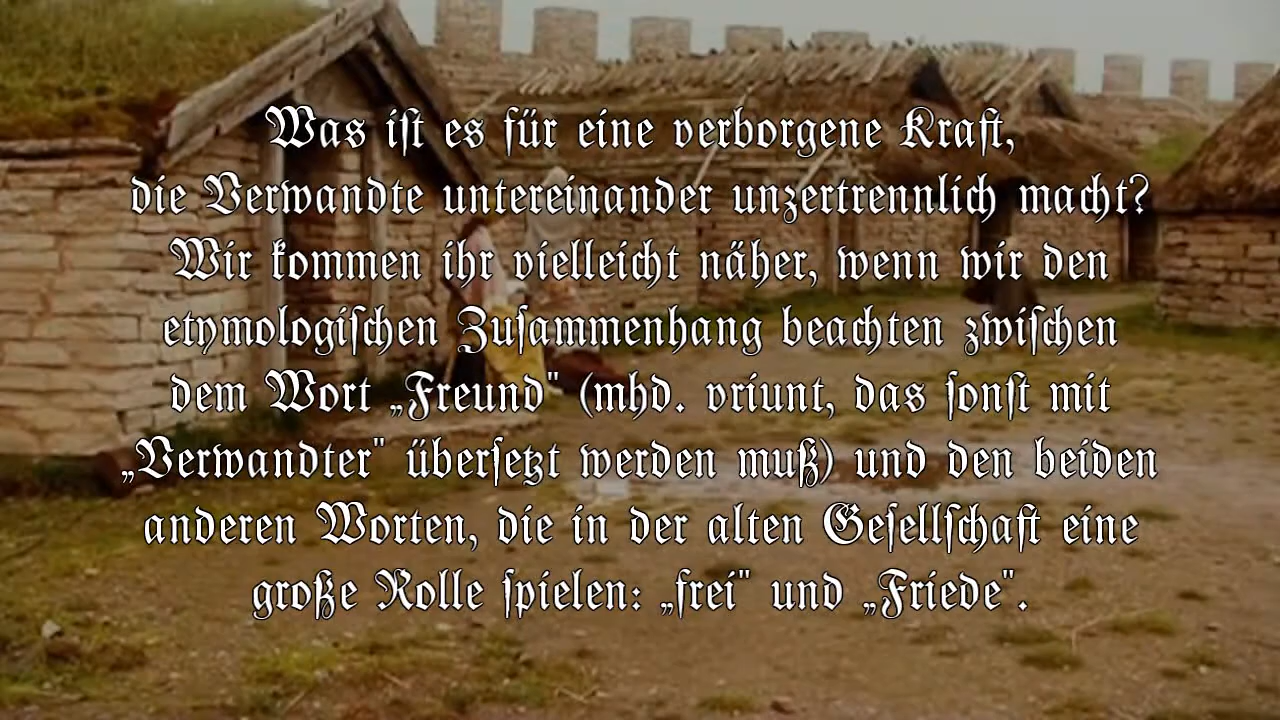 Was iſt es für eine verborgene Kraft,
die Verwandte untereinander unzertrennlich macht?
Wir kommen ihr vielleicht näher, wenn wir den
etymologiſchen Zuſammenhang beachten zwiſchen
dem Wort „Freund" (mhd. vriunt, das ſonſt mit
„Verwandter" überſetzt werden muß) und den beiden
anderen Worten, die in der alten Geſellſchaft eine
große Rolle ſpielen: „frei" und „Friede".